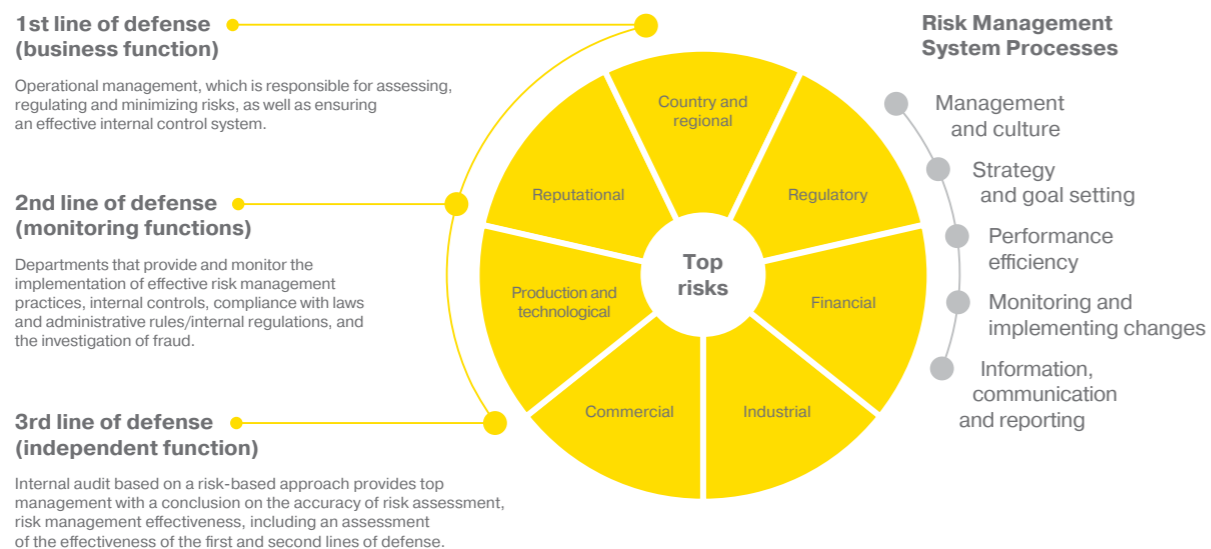 1st line of defense
(business function)
Operational management, which is responsible for assessing,
regulating and minimizing risks, as well as ensuring
an effective internal control system.
2nd line of defense
(monitoring functions)
Departments that provide and monitor the
implementation of effective risk management
practices, internal controls, compliance with laws
and administrative rules/internal regulations, and
the investigation of fraud.
3rd line of defense
(independent function)
Internal audit based on a risk-based approach provides top
management with a conclusion on the accuracy of risk assessment,
risk management effectiveness, including an assessment
of the effectiveness of the first and second lines of defense.
Country and
regional
Regulatory
Financial
Industrial
Commercial
Production and
technological
Reputational
Top
risks
Risk Management
System Processes
Management
and culture
Strategy
and goal setting
Performance
efficiency
Monitoring and
implementing changes
Information,
communication
and reporting